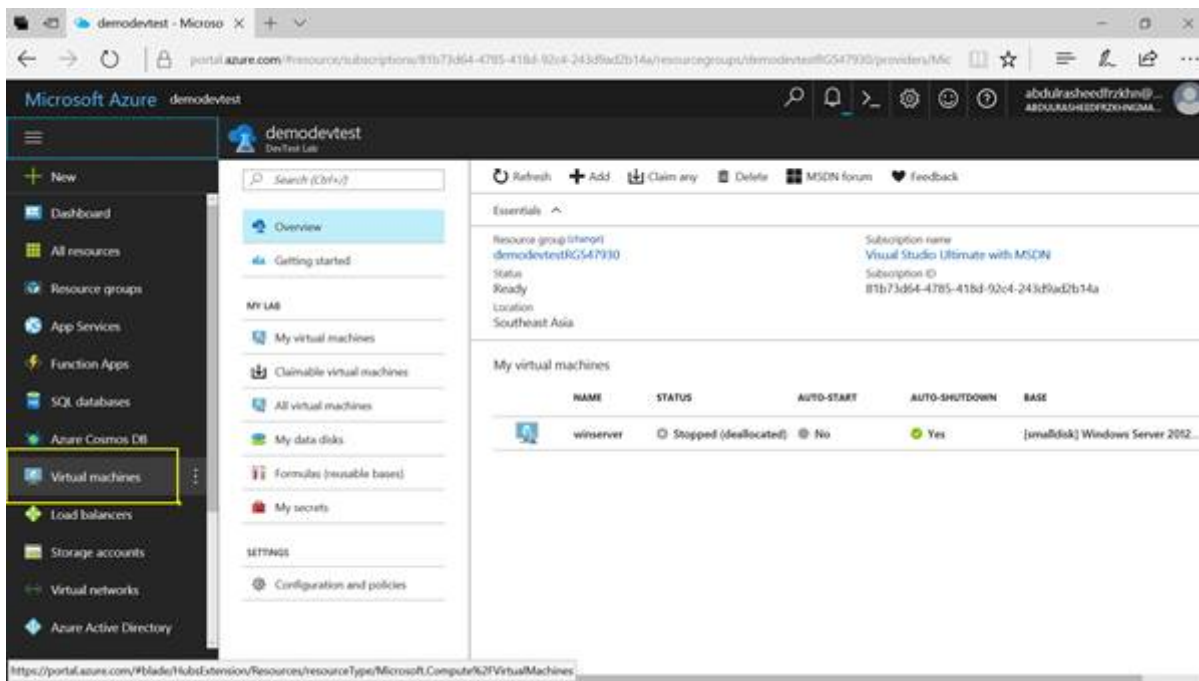 demodevtest - Microso
portal.azure.com/#resource/subscriptions/81b73d64-4785-418d-92c4-243d9ad2b14a/resourcegroups/demodevtestRG547930/providers/Mic
Microsoft Azure demodevtest
abdulrasheedfrzkhn@...
demodevtest
DevTest Lab
New
Dashboard
All resources
Resource groups
App Services
Function Apps
SQL databases
Azure Cosmos DB
Virtual machines
Load balancers
Storage accounts
Virtual networks
Azure Active Directory
Search (Ctrl+/)
Overview
Getting started
MY LAB
My virtual machines
Claimable virtual machines
All virtual machines
My data disks
Formulas (reusable bases)
My secrets
SETTINGS
Configuration and policies
Refresh Add Claim any Delete MSDN forum Feedback
Essentials
Resource group (change)
demodevtestRG547930
Status
Ready
Location
Southeast Asia
Subscription name
Visual Studio Ultimate with MSDN
Subscription ID
81b73d64-4785-418d-92c4-243d9ad2b14a
My virtual machines
NAME STATUS AUTO-START AUTO-SHUTDOWN BASE
winserver Stopped (deallocated) No Yes [smalldisk] Windows Server 2012...
https://portal.azure.com/#blade/HubsExtension/Resources/resourceType/Microsoft.Compute%2FVirtualMachines